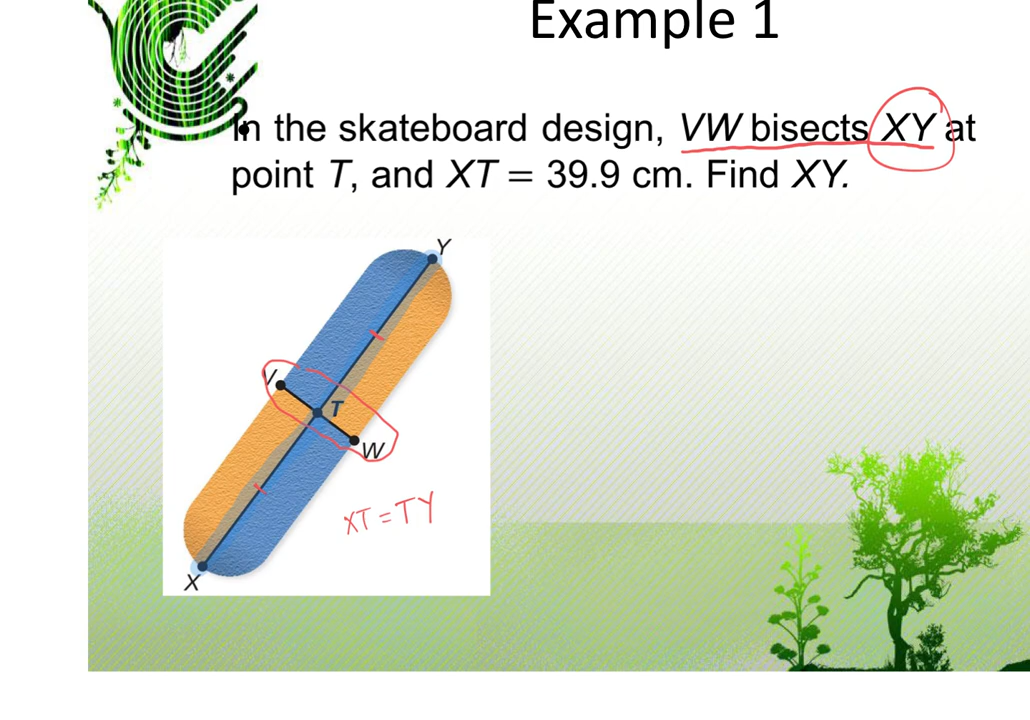 Example 1
In the skateboard design, VW bisects XY at
point T, and XT = 39.9 cm. Find XY.
Y
V
T
W
XT = TY
X